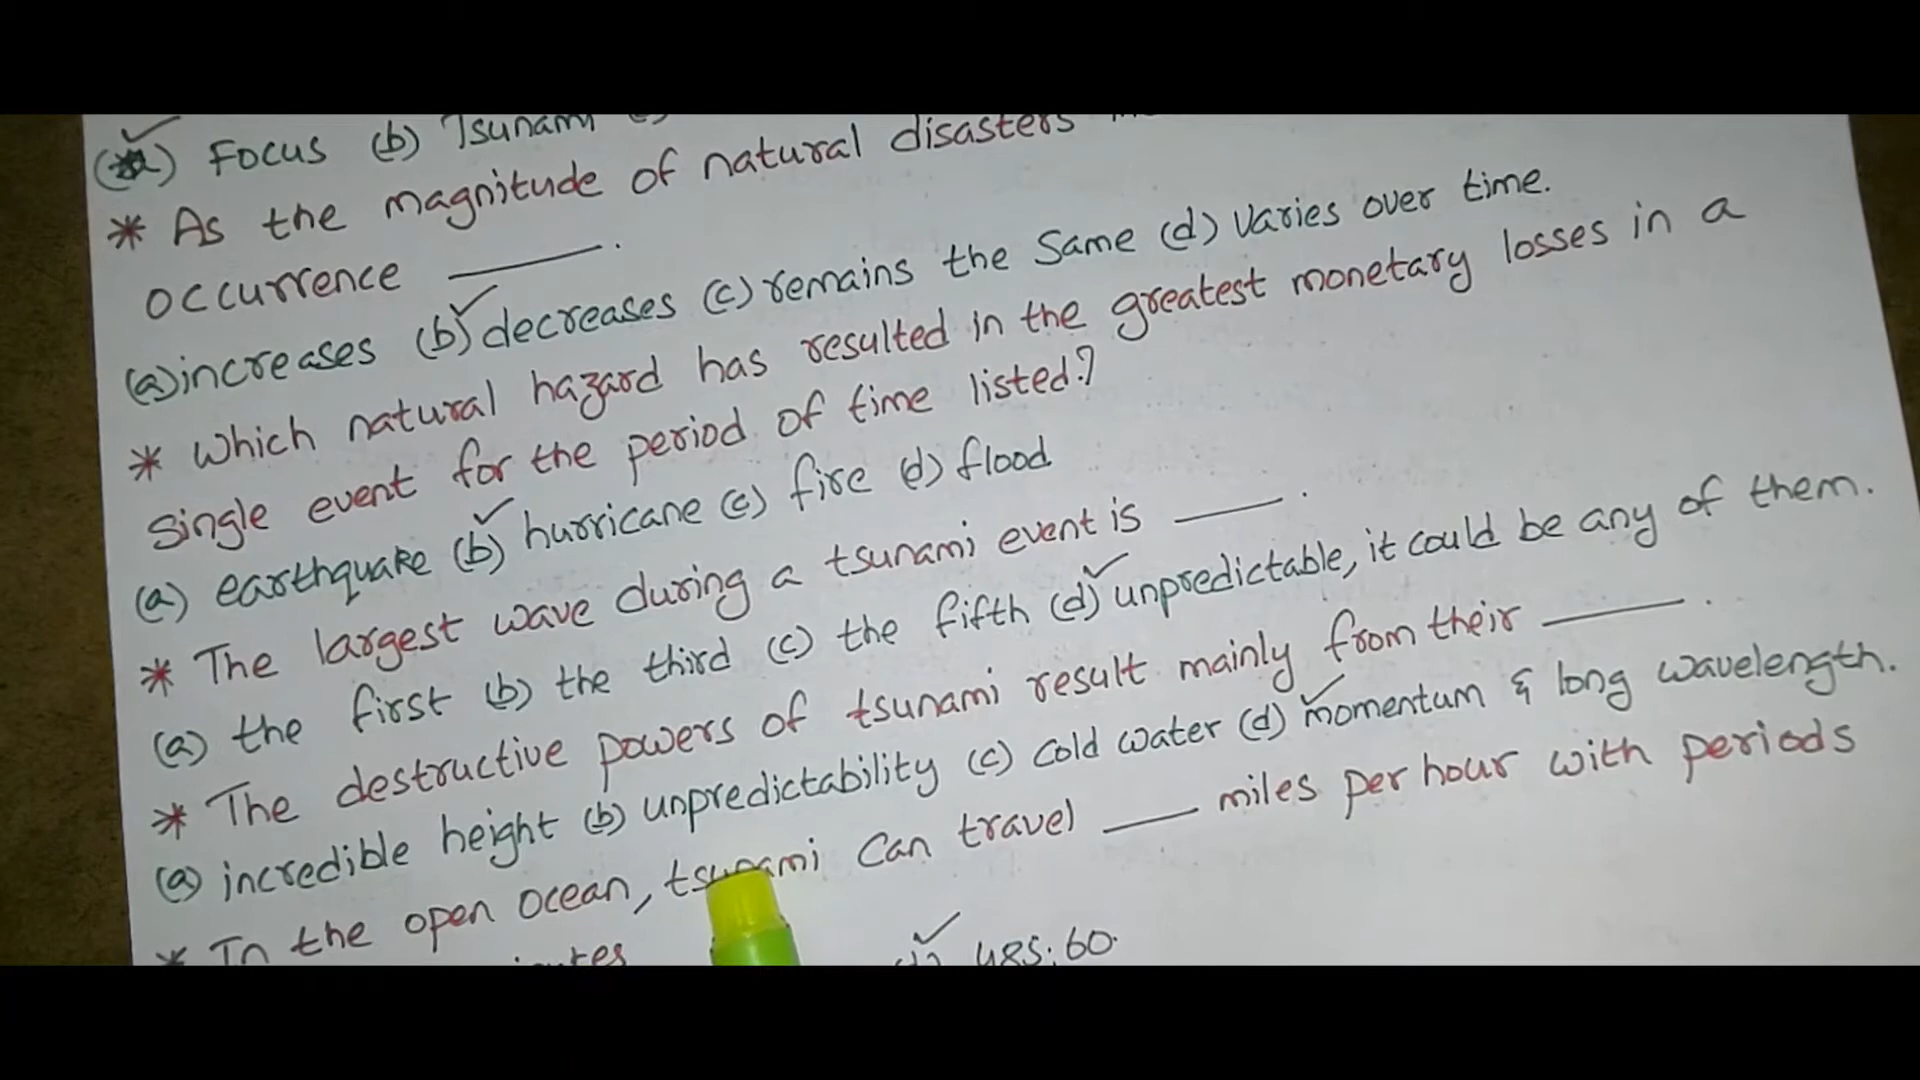 (a) Focus (b) Tsunami
* As the magnitude of natural disasters
occurrence ______.
(a) increases (b) decreases (c) remains the same (d) varies over time.
* Which natural hazard has resulted in the greatest monetary losses in a
single event for the period of time listed?
(a) earthquake (b) hurricane (c) fire (d) flood
* The largest wave during a tsunami event is ______.
(a) the first (b) the third (c) the fifth (d) unpredictable, it could be any of them.
* The destructive powers of tsunami result mainly from their ______.
(a) incredible height (b) unpredictability (c) cold water (d) momentum & long wavelength.
* In the open ocean, tsunami can travel ____ miles per hour with periods
485:60.